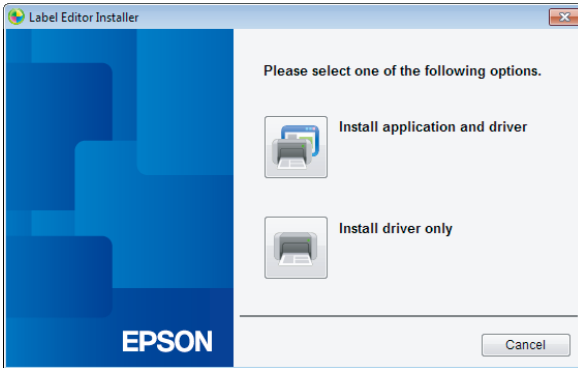 Label Editor Installer
Please select one of the following options.
Install application and driver
Install driver only
EPSON
Cancel